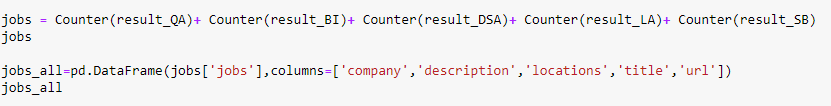 jobs = Counter(result_QA)+ Counter(result_BI)+ Counter(result_DSA)+ Counter(result_LA)+ Counter(result_SB)
jobs
jobs_all=pd.DataFrame(jobs['jobs'],columns=['company','description','locations','title','url'])
jobs_all